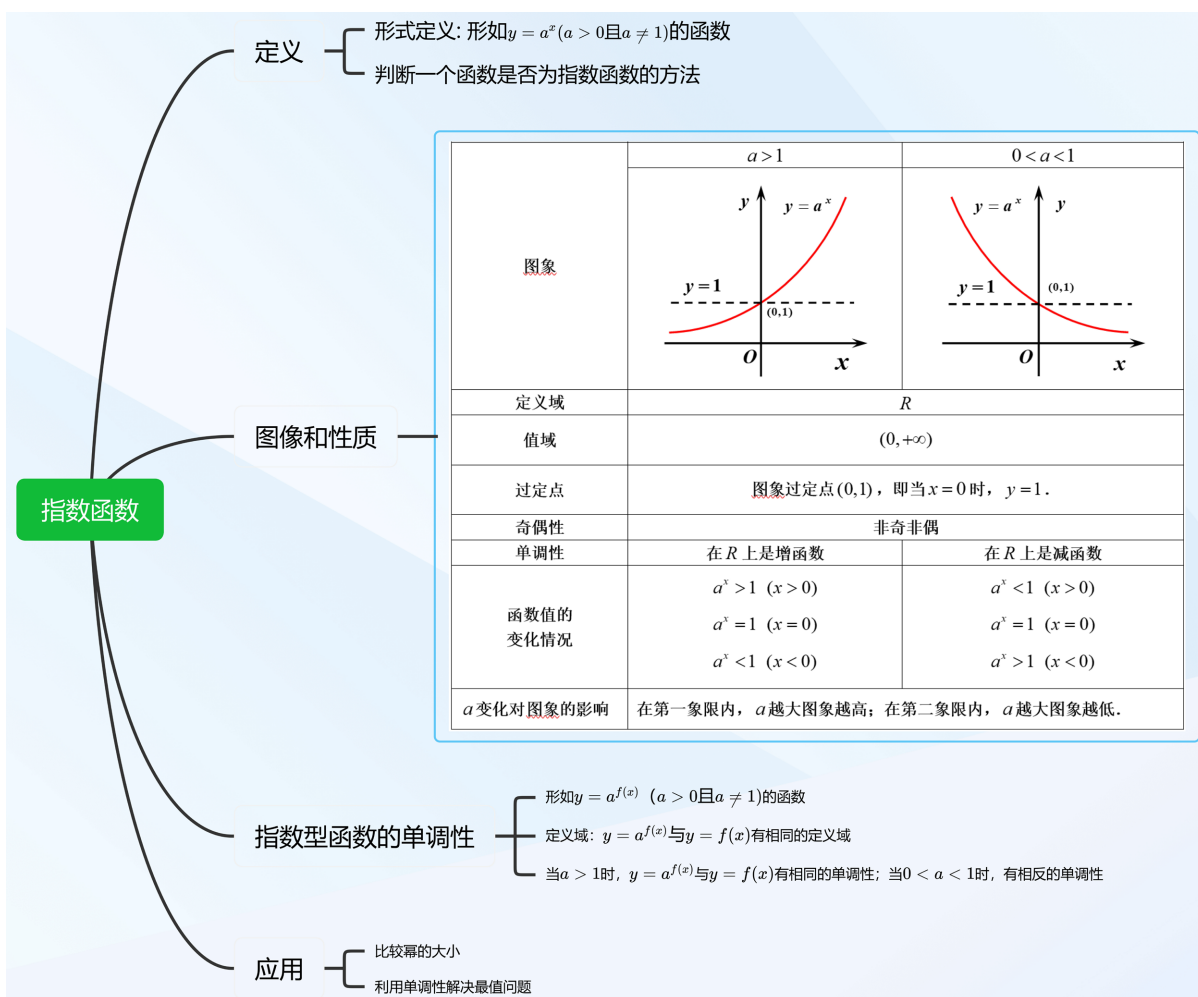 指数函数
定义
形式定义: 形如y = a^x (a > 0且a ≠ 1)的函数
判断一个函数是否为指数函数的方法
图像和性质
a > 1
0 < a < 1
图象
y
y = a^x
y = 1
(0,1)
O
x
y = a^x
y
y = 1
(0,1)
O
x
定义域
R
值域
(0, +∞)
过定点
图象过定点(0,1)，即当x = 0时，y = 1．
奇偶性
非奇非偶
单调性
在R上是增函数
在R上是减函数
函数值的
变化情况
a^x > 1 (x > 0)
a^x = 1 (x = 0)
a^x < 1 (x < 0)
a^x < 1 (x > 0)
a^x = 1 (x = 0)
a^x > 1 (x < 0)
a变化对图象的影响
在第一象限内，a越大图象越高；在第二象限内，a越大图象越低．
指数型函数的单调性
形如y = a^{f(x)}（a > 0且a ≠ 1)的函数
定义域：y = a^{f(x)}与y = f(x)有相同的定义域
当a > 1时，y = a^{f(x)}与y = f(x)有相同的单调性；当0 < a < 1时，有相反的单调性
应用
比较幂的大小
利用单调性解决最值问题